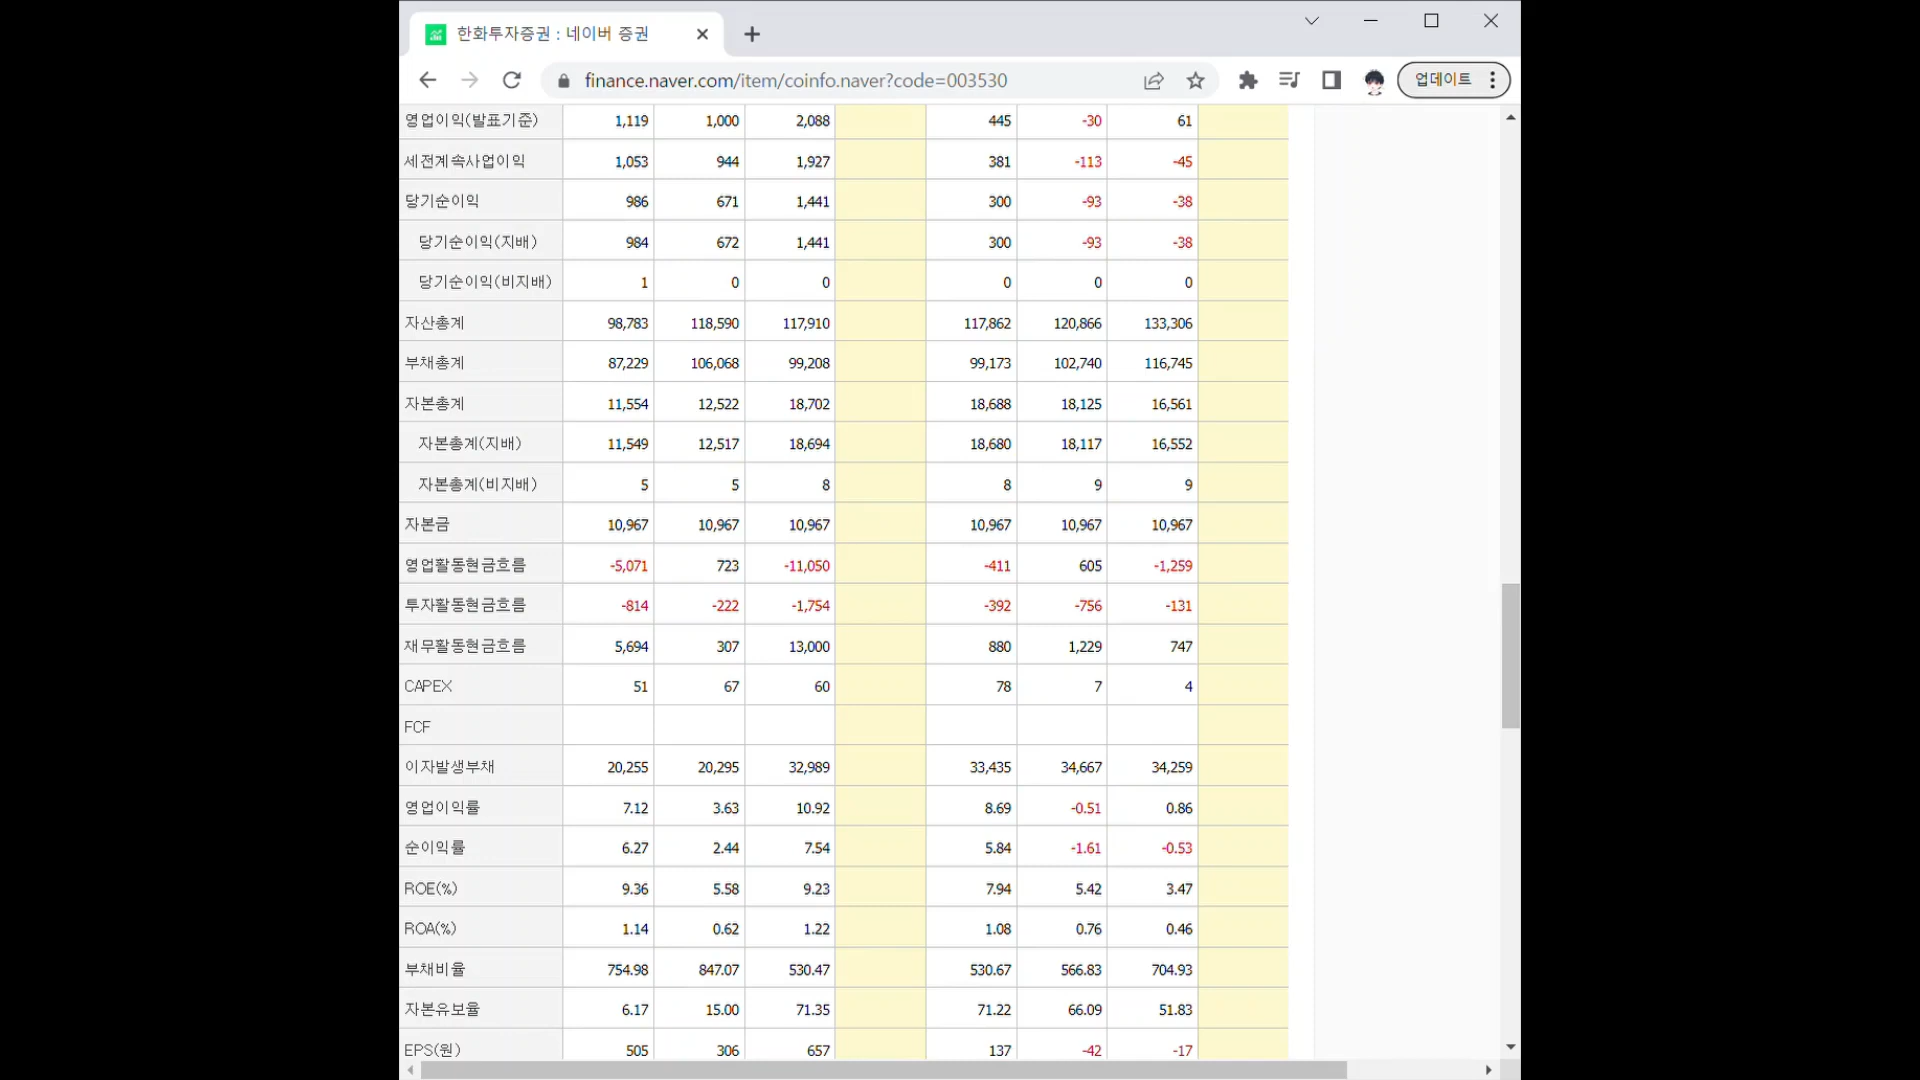 한화투자증권 : 네이버 증권
finance.naver.com/item/coinfo.naver?code=003530
업데이트
영업이익(발표기준) 1,119 1,000 2,088 445 -30 61
세전계속사업이익 1,053 944 1,927 381 -113 -45
당기순이익 986 671 1,441 300 -93 -38
당기순이익(지배) 984 672 1,441 300 -93 -38
당기순이익(비지배) 1 0 0 0 0 0
자산총계 98,783 118,590 117,910 117,862 120,866 133,306
부채총계 87,229 106,068 99,208 99,173 102,740 116,745
자본총계 11,554 12,522 18,702 18,688 18,125 16,561
자본총계(지배) 11,549 12,517 18,694 18,680 18,117 16,552
자본총계(비지배) 5 5 8 8 9 9
자본금 10,967 10,967 10,967 10,967 10,967 10,967
영업활동현금흐름 -5,071 723 -11,050 -411 605 -1,259
투자활동현금흐름 -814 -222 -1,754 -392 -756 -131
재무활동현금흐름 5,694 307 13,000 880 1,229 747
CAPEX 51 67 60 78 7 4
FCF
이자발생부채 20,255 20,295 32,989 33,435 34,667 34,259
영업이익률 7.12 3.63 10.92 8.69 -0.51 0.86
순이익률 6.27 2.44 7.54 5.84 -1.61 -0.53
ROE(%) 9.36 5.58 9.23 7.94 5.42 3.47
ROA(%) 1.14 0.62 1.22 1.08 0.76 0.46
부채비율 754.98 847.07 530.47 530.67 566.83 704.93
자본유보율 6.17 15.00 71.35 71.22 66.09 51.83
EPS(원) 505 306 657 137 -42 -17